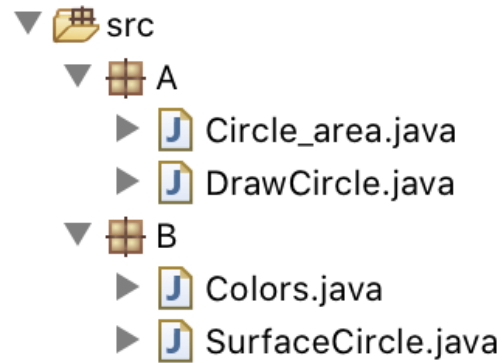 src
A
Circle_area.java
DrawCircle.java
B
Colors.java
SurfaceCircle.java